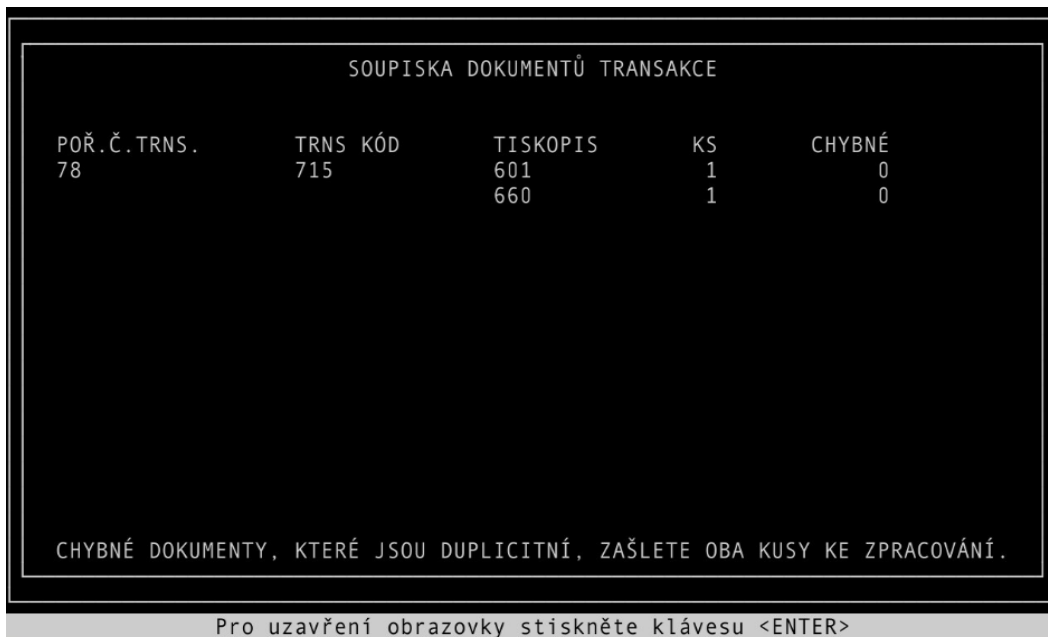 SOUPISKA DOKUMENTŮ TRANSAKCE
POŘ.Č.TRNS. TRNS KÓD TISKOPIS KS CHYBNÉ
78 715 601 1 0
660 1 0
CHYBNÉ DOKUMENTY, KTERÉ JSOU DUPLICITNÍ, ZAŠLETE OBA KUSY KE ZPRACOVÁNÍ.
Pro uzavření obrazovky stiskněte klávesu <ENTER>